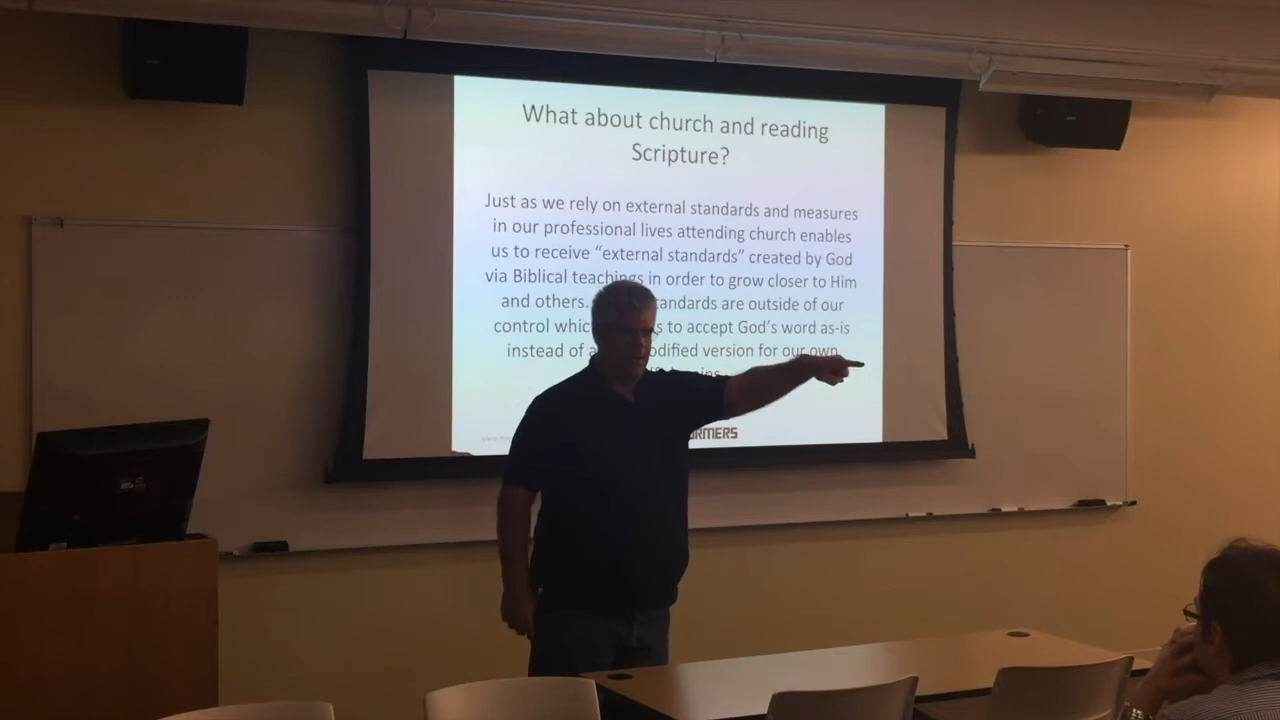 What about church and reading
Scripture?
Just as we rely on external standards and measures
in our professional lives attending church enables
us to receive “external standards” created by God
via Biblical teachings in order to grow closer to Him
and others. standards are outside of our
control which to accept God’s word as-is
instead of a modified version for our own